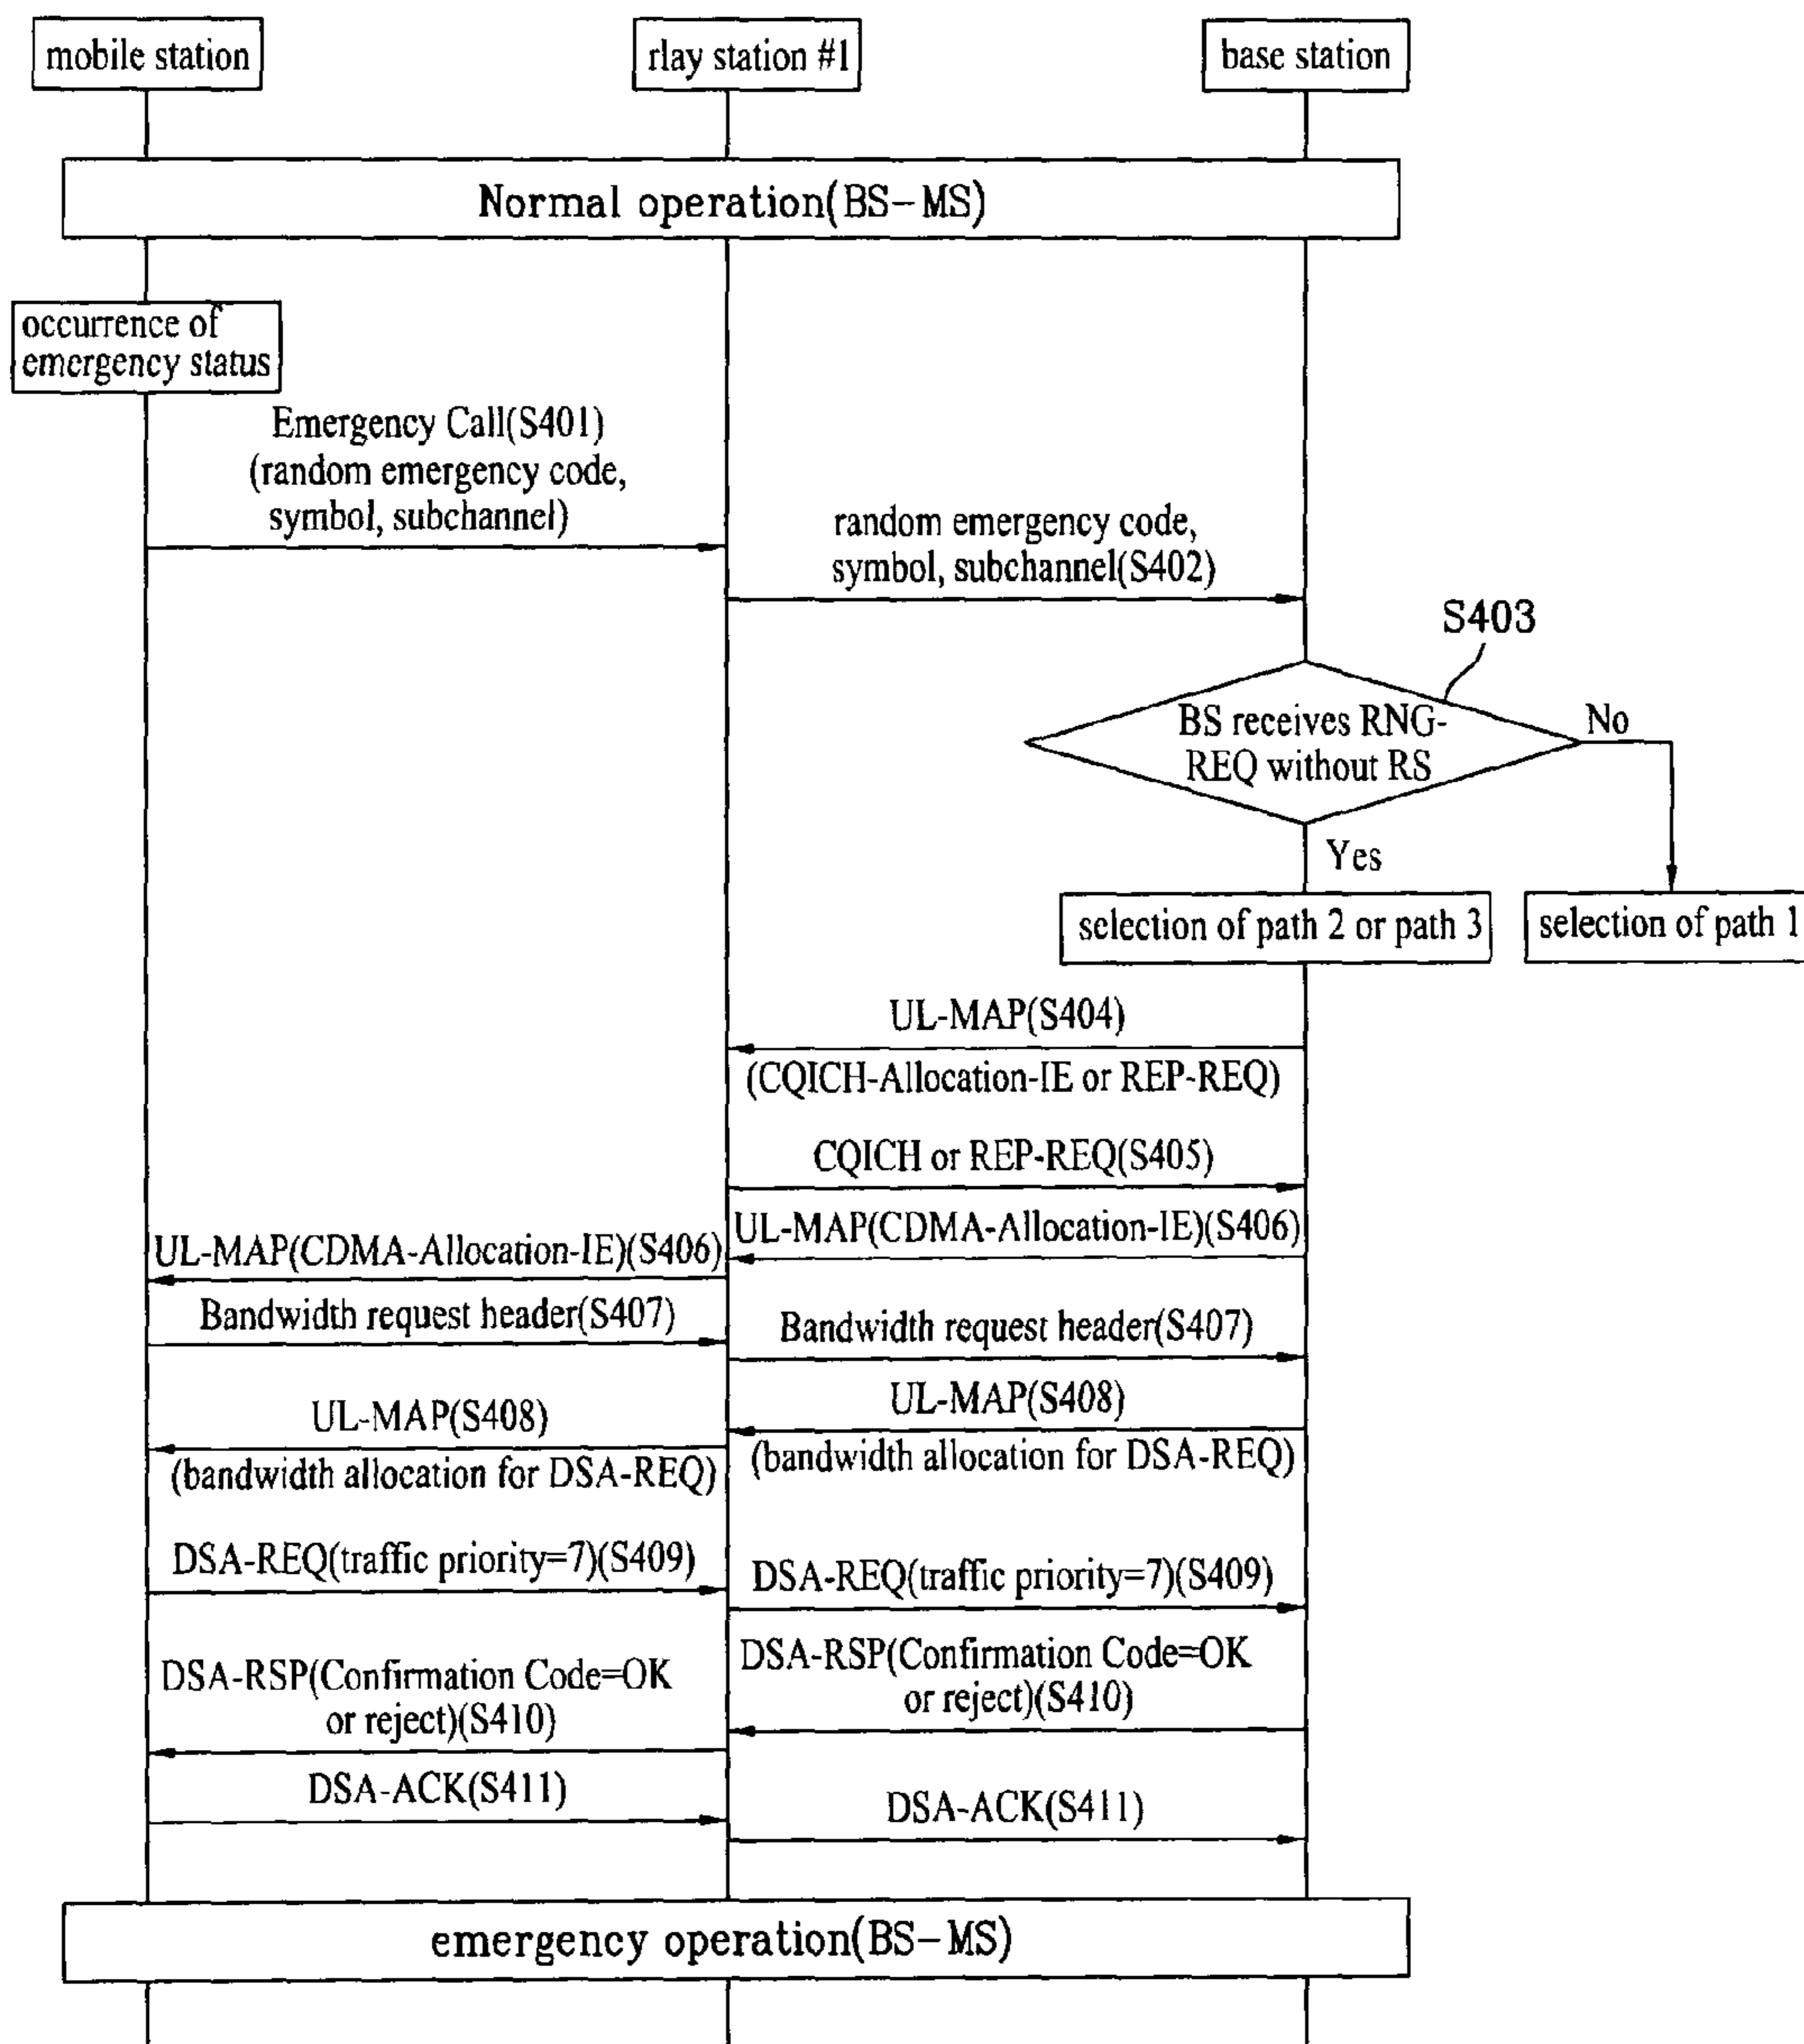 mobile station
rlay station #1
base station
Normal operation(BS-MS)
occurrence of
emergency status
Emergency Call(S401)
(random emergency code,
symbol, subchannel)
random emergency code,
symbol, subchannel(S402)
S403
BS receives RNG-
REQ without RS
No
Yes
selection of path 2 or path 3
selection of path 1
UL-MAP(S404)
(CQICH-Allocation-IE or REP-REQ)
CQICH or REP-REQ(S405)
UL-MAP(CDMA-Allocation-IE)(S406)
UL-MAP(CDMA-Allocation-IE)(S406)
Bandwidth request header(S407)
Bandwidth request header(S407)
UL-MAP(S408)
(bandwidth allocation for DSA-REQ)
UL-MAP(S408)
(bandwidth allocation for DSA-REQ)
DSA-REQ(traffic priority=7)(S409)
DSA-REQ(traffic priority=7)(S409)
DSA-RSP(Confirmation Code=OK
or reject)(S410)
DSA-RSP(Confirmation Code=OK
or reject)(S410)
DSA-ACK(S411)
DSA-ACK(S411)
emergency operation(BS-MS)